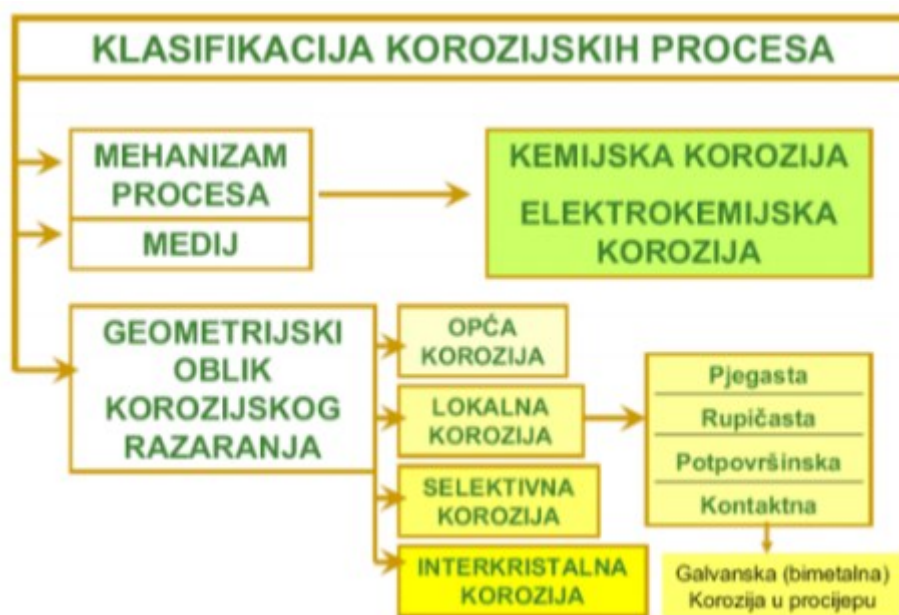 KLASIFIKACIJA KOROZIJSKIH PROCESA
MEHANIZAM
PROCESA
MEDIJ
KEMIJSKA KOROZIJA
ELEKTROKEMIJSKA
KOROZIJA
GEOMETRIJSKI
OBLIK
KOROZIJSKOG
RAZARANJA
OPĆA
KOROZIJA
LOKALNA
KOROZIJA
SELEKTIVNA
KOROZIJA
INTERKRISTALNA
KOROZIJA
Pjegasta
Rupičasta
Potpovršinska
Kontaktna
Galvanska (bimetalna)
Korozija u procijepu